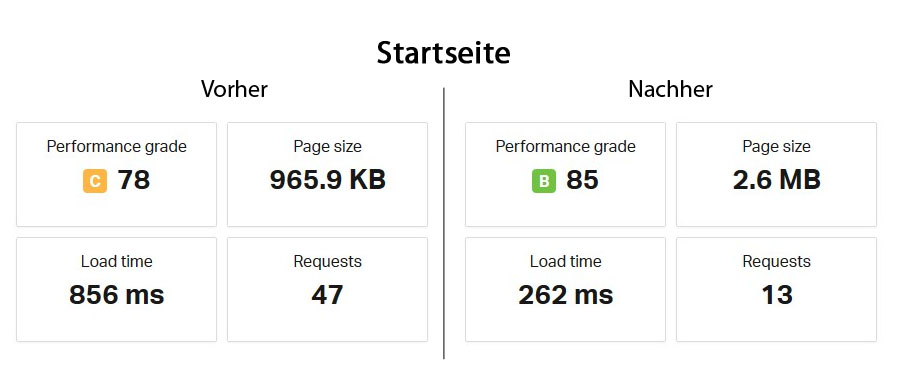 Startseite
Vorher
Performance grade
C 78
Page size
965.9 KB
Load time
856 ms
Requests
47
Nachher
Performance grade
B 85
Page size
2.6 MB
Load time
262 ms
Requests
13